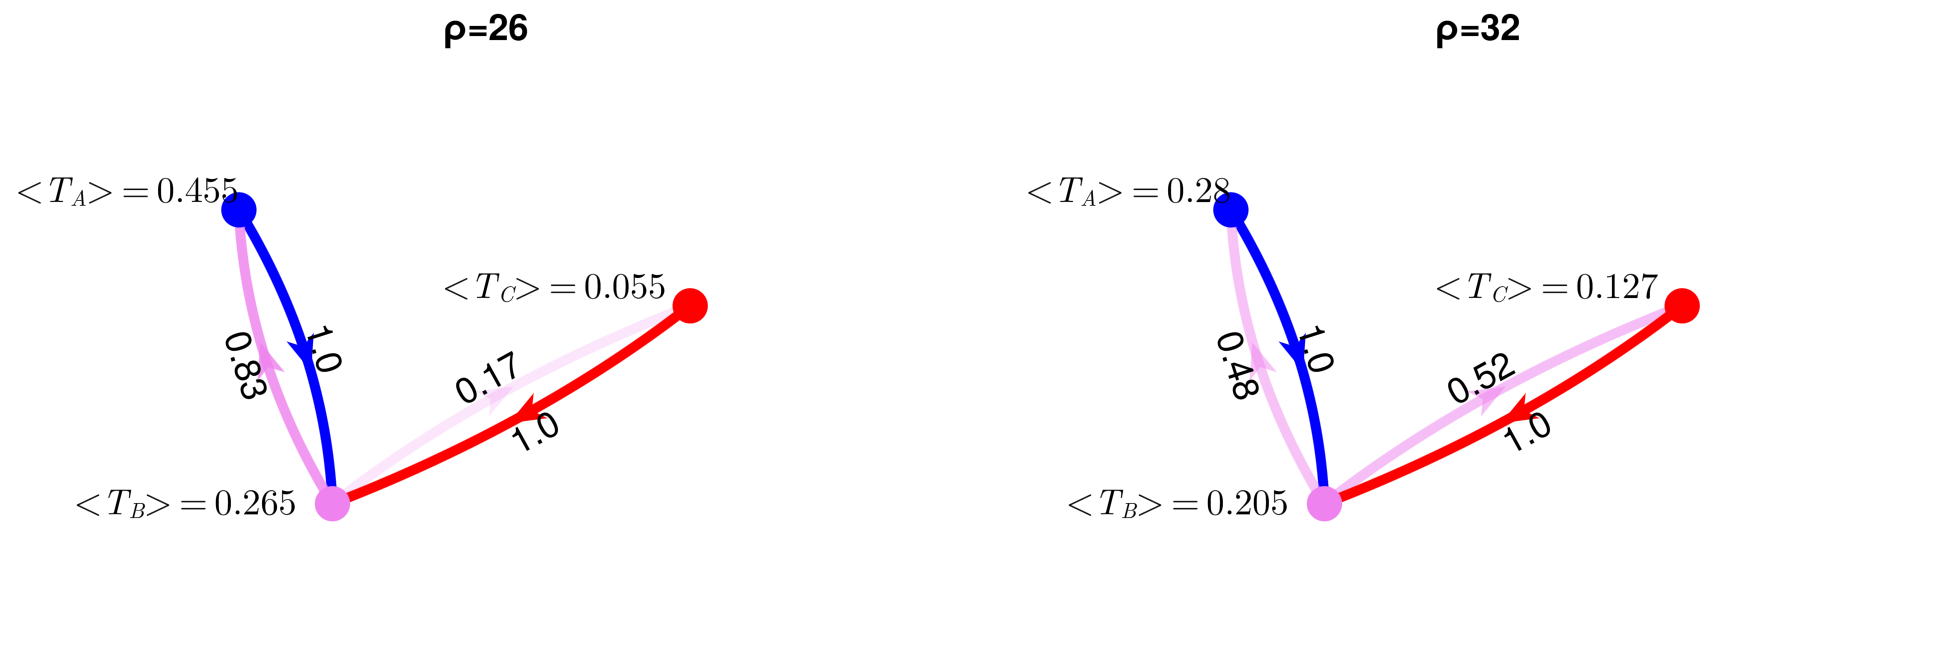 ρ=26
<T_A> = 0.455
<T_C> = 0.055
0.83
1.0
0.17
1.0
<T_B> = 0.265
ρ=32
<T_A> = 0.28
<T_C> = 0.127
0.48
1.0
0.52
1.0
<T_B> = 0.205